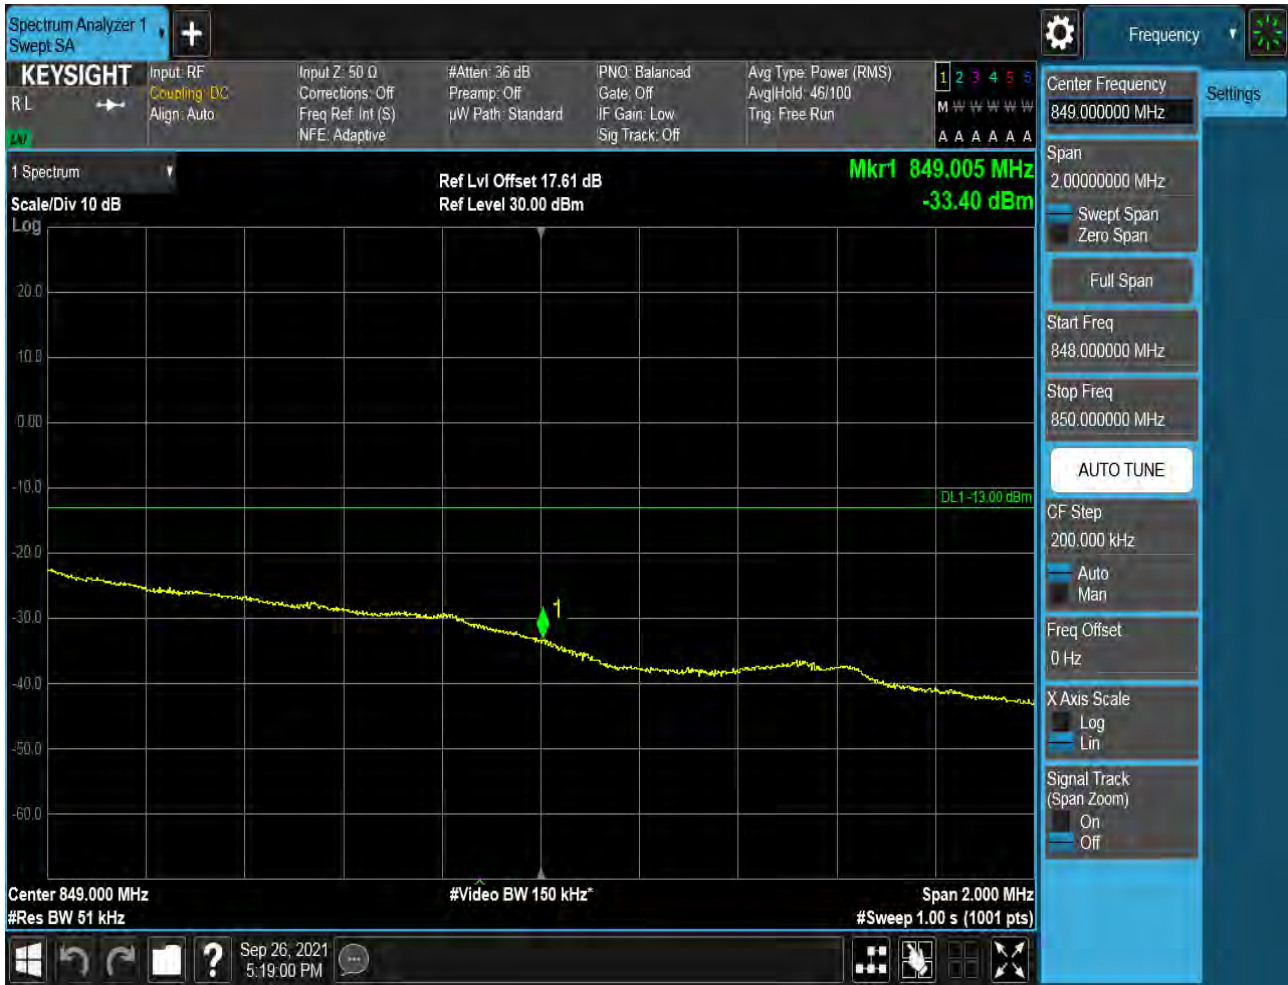 Spectrum Analyzer 1
Swept SA
+
Frequency
KEYSIGHT
R L
Input: RF
Coupling: DC
Align: Auto
Input Z: 50 Ω
Corrections: Off
Freq Ref: Int (S)
NFE: Adaptive
#Atten: 36 dB
Preamp: Off
µW Path: Standard
PNO: Balanced
Gate: Off
IF Gain: Low
Sig Track: Off
Avg Type: Power (RMS)
Avg|Hold: 46/100
Trig: Free Run
1 2 3 4 5 6
M W W W W W
A A A A A A
1 Spectrum
Scale/Div 10 dB
Log
Ref Lvl Offset 17.61 dB
Ref Level 30.00 dBm
Mkr1 849.005 MHz
-33.40 dBm
20.0
10.0
0.00
-10.0
DL1 -13.00 dBm
-20.0
-30.0
1
-40.0
-50.0
-60.0
Center 849.000 MHz
#Res BW 51 kHz
#Video BW 150 kHz*
Span 2.000 MHz
#Sweep 1.00 s (1001 pts)
Center Frequency
849.000000 MHz
Settings
Span
2.00000000 MHz
Swept Span
Zero Span
Full Span
Start Freq
848.000000 MHz
Stop Freq
850.000000 MHz
AUTO TUNE
CF Step
200.000 kHz
Auto
Man
Freq Offset
0 Hz
X Axis Scale
Log
Lin
Signal Track
(Span Zoom)
On
Off
?
Sep 26, 2021
5:19:00 PM